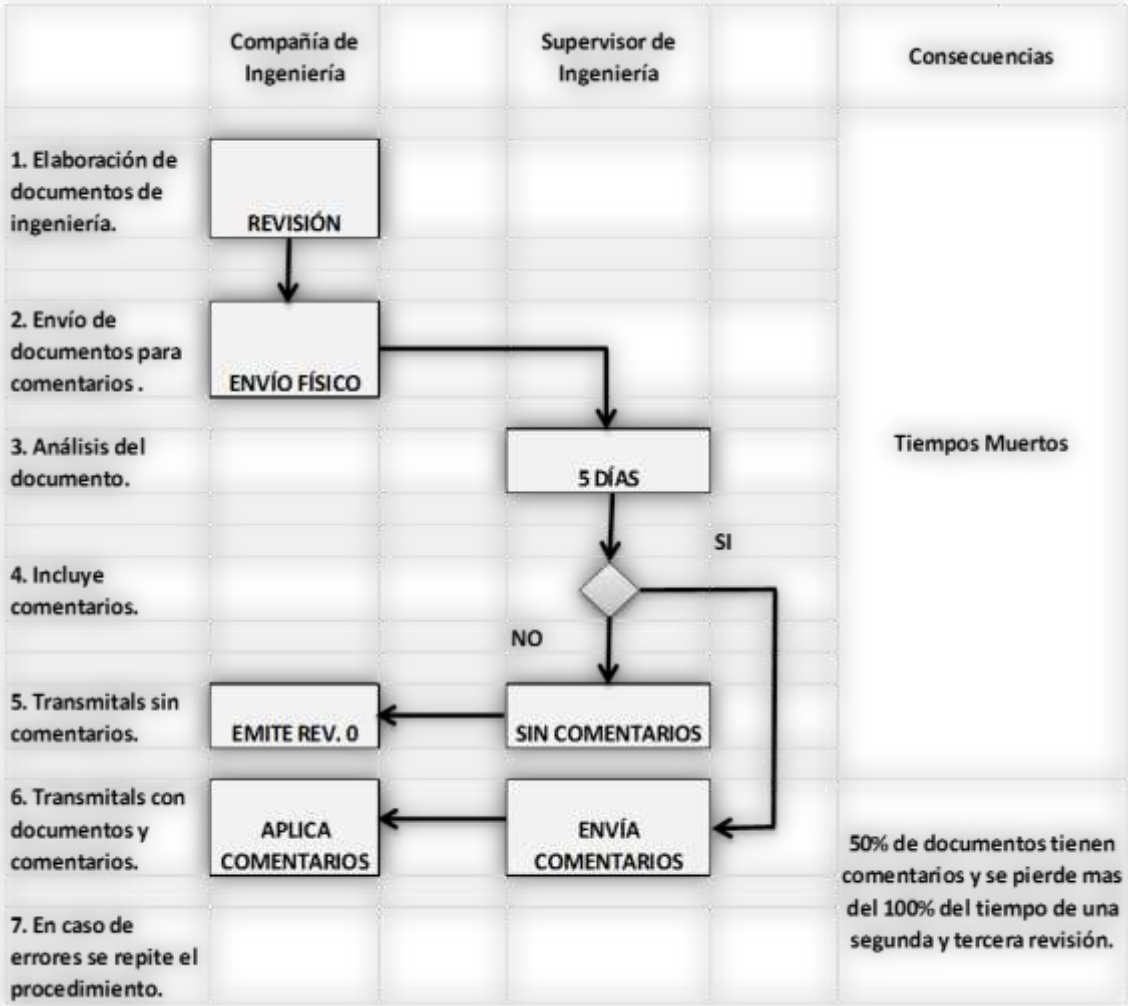 Compañía de
Ingeniería
Supervisor de
Ingeniería
Consecuencias
1. Elaboración de
documentos de
ingeniería.
REVISIÓN
2. Envío de
documentos para
comentarios .
ENVÍO FÍSICO
3. Análisis del
documento.
5 DÍAS
Tiempos Muertos
SI
4. Incluye
comentarios.
NO
5. Transmitals sin
comentarios.
EMITE REV. 0
SIN COMENTARIOS
6. Transmitals con
documentos y
comentarios.
APLICA
COMENTARIOS
ENVÍA
COMENTARIOS
50% de documentos tienen
comentarios y se pierde mas
del 100% del tiempo de una
segunda y tercera revisión.
7. En caso de
errores se repite el
procedimiento.